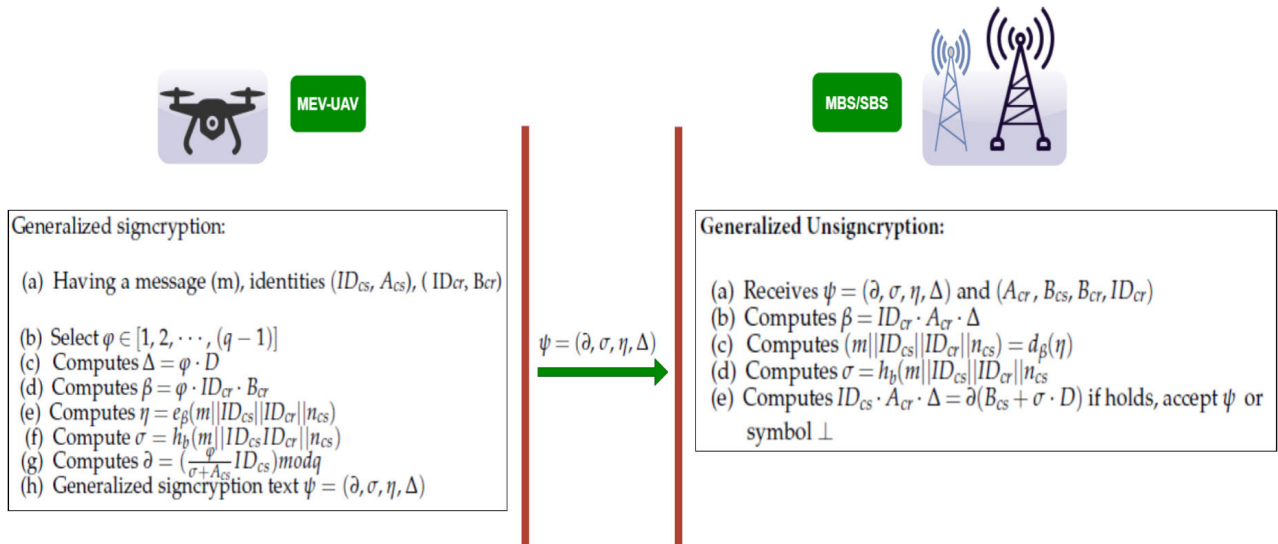 MEV-UAV
MBS/SBS
Generalized signcryption:
(a) Having a message (m), identities (ID_cs, A_cs), ( ID_cr, B_cr)
(b) Select φ ∈ [1, 2, ⋯, (q − 1)]
(c) Computes Δ = φ · D
(d) Computes β = φ · ID_cr · B_cr
(e) Computes η = e_β(m||ID_cs||ID_cr||n_cs)
(f) Compute σ = h_b(m||ID_csID_cr||n_cs)
(g) Computes ∂ = (φ/(σ+A_cs) ID_cs)modq
(h) Generalized signcryption text ψ = (∂, σ, η, Δ)
ψ = (∂, σ, η, Δ)
Generalized Unsigncryption:
(a) Receives ψ = (∂, σ, η, Δ) and (A_cr, B_cs, B_cr, ID_cr)
(b) Computes β = ID_cr · A_cr · Δ
(c) Computes (m||ID_cs||ID_cr||n_cs) = d_β(η)
(d) Computes σ = h_b(m||ID_cs||ID_cr||n_cs
(e) Computes ID_cs · A_cr · Δ = ∂(B_cs + σ · D) if holds, accept ψ or
symbol ⊥